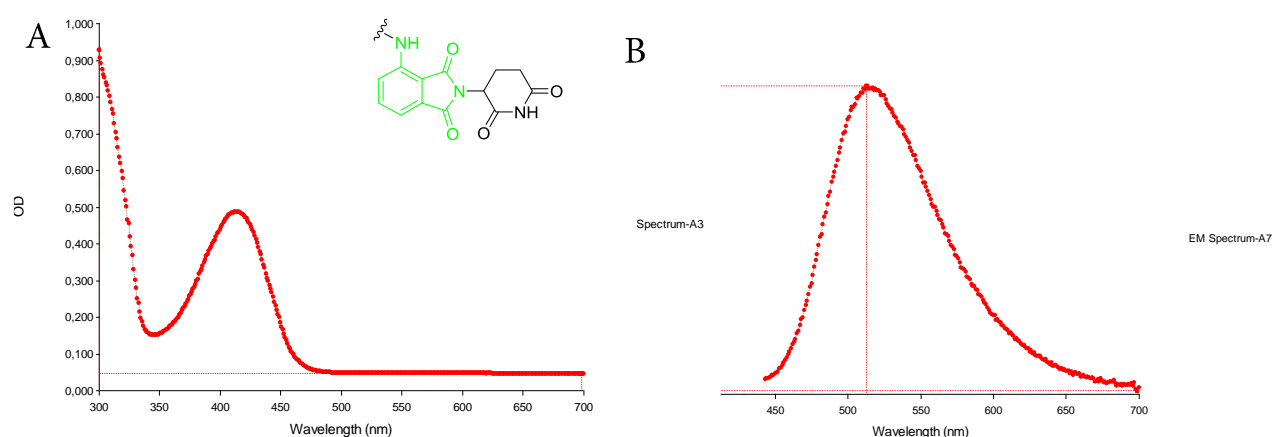 A
1,000
0,900
0,800
0,700
0,600
0,500
0,400
0,300
0,200
0,100
0,000
OD
300 350 400 450 500 550 600 650 700
Wavelength (nm)
NH
O
N
O
O
NH
O
Spectrum-A3
B
450 500 550 600 650 700
Wavelength (nm)
EM Spectrum-A7